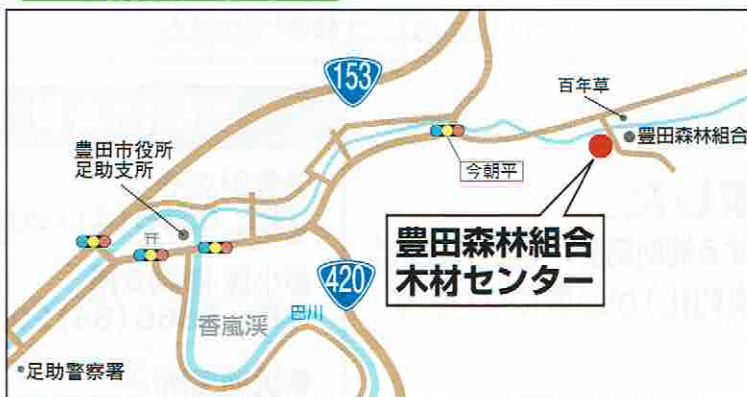 153
百年草
豊田森林組合
豊田市役所
足助支所
今朝平
豊田森林組合
木材センター
420
香嵐渓
巴川
足助警察署